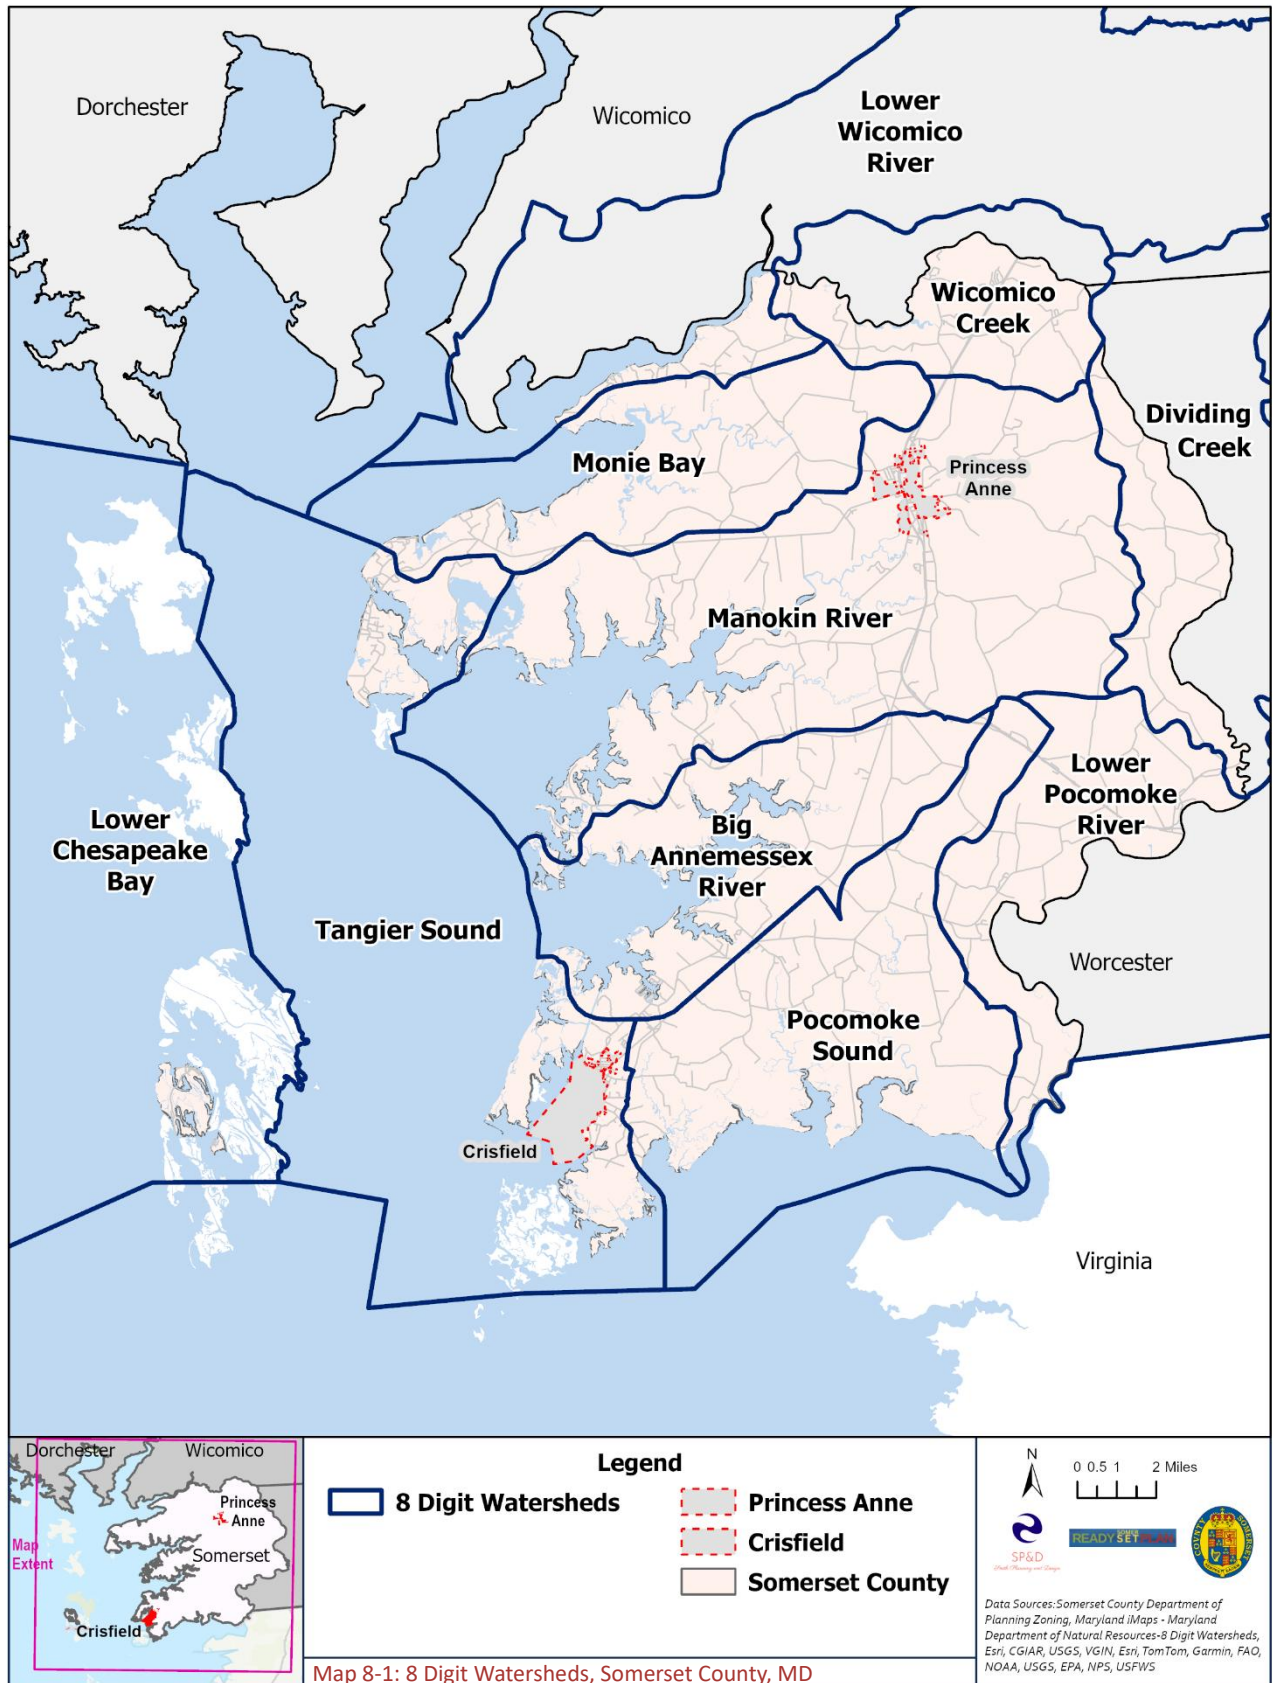 Dorchester
Wicomico
Lower
Wicomico
River
Wicomico
Creek
Dividing
Creek
Monie Bay
Princess
Anne
Manokin River
Lower
Pocomoke
River
Big
Annemessex
River
Lower
Chesapeake
Bay
Tangier Sound
Worcester
Pocomoke
Sound
Crisfield
Virginia
Dorchester
Wicomico
Princess
Anne
Map
Extent
Somerset
Crisfield
Legend
8 Digit Watersheds
Princess Anne
Crisfield
Somerset County
N
0 0.5 1 2 Miles
SP&D
READY SOMER SET PLAN
COUNTY SOMERSET
Data Sources:Somerset County Department of
Planning Zoning, Maryland iMaps - Maryland
Department of Natural Resources-8 Digit Watersheds,
Esri, CGIAR, USGS, VGIN, Esri, TomTom, Garmin, FAO,
NOAA, USGS, EPA, NPS, USFWS
Map 8-1: 8 Digit Watersheds, Somerset County, MD